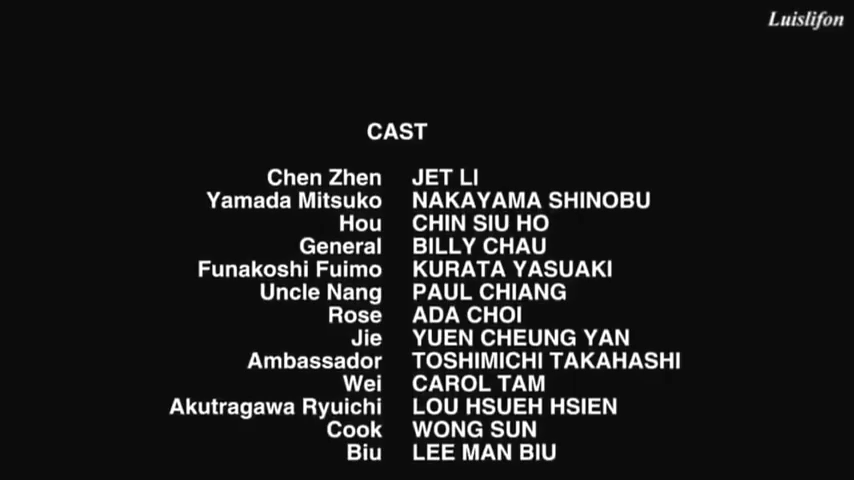 Luislifon
CAST
Chen Zhen JET LI
Yamada Mitsuko NAKAYAMA SHINOBU
Hou CHIN SIU HO
General BILLY CHAU
Funakoshi Fuimo KURATA YASUAKI
Uncle Nang PAUL CHIANG
Rose ADA CHOI
Jie YUEN CHEUNG YAN
Ambassador TOSHIMICHI TAKAHASHI
Wei CAROL TAM
Akutragawa Ryuichi LOU HSUEH HSIEN
Cook WONG SUN
Biu LEE MAN BIU